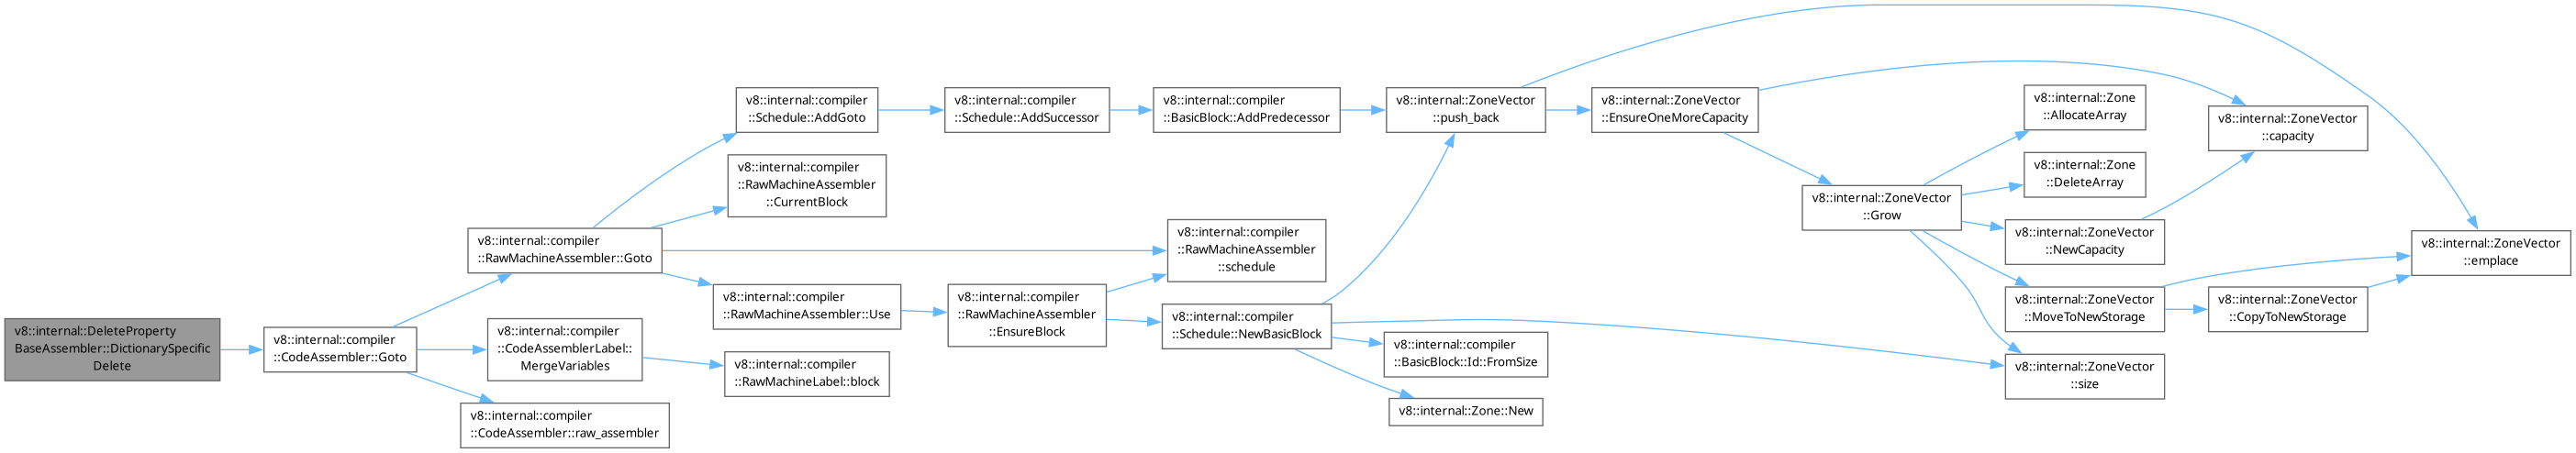 v8::internal::DeleteProperty
BaseAssembler::DictionarySpecific
Delete
v8::internal::compiler
::CodeAssembler::Goto
v8::internal::compiler
::RawMachineAssembler::Goto
v8::internal::compiler
::CodeAssemblerLabel::
MergeVariables
v8::internal::compiler
::CodeAssembler::raw_assembler
v8::internal::compiler
::Schedule::AddGoto
v8::internal::compiler
::RawMachineAssembler
::CurrentBlock
v8::internal::compiler
::RawMachineAssembler::Use
v8::internal::compiler
::RawMachineLabel::block
v8::internal::compiler
::Schedule::AddSuccessor
v8::internal::compiler
::RawMachineAssembler
::EnsureBlock
v8::internal::compiler
::BasicBlock::AddPredecessor
v8::internal::compiler
::RawMachineAssembler
::schedule
v8::internal::compiler
::Schedule::NewBasicBlock
v8::internal::ZoneVector
::push_back
v8::internal::compiler
::BasicBlock::Id::FromSize
v8::internal::Zone::New
v8::internal::ZoneVector
::EnsureOneMoreCapacity
v8::internal::ZoneVector
::Grow
v8::internal::Zone
::AllocateArray
v8::internal::Zone
::DeleteArray
v8::internal::ZoneVector
::NewCapacity
v8::internal::ZoneVector
::MoveToNewStorage
v8::internal::ZoneVector
::size
v8::internal::ZoneVector
::capacity
v8::internal::ZoneVector
::CopyToNewStorage
v8::internal::ZoneVector
::emplace